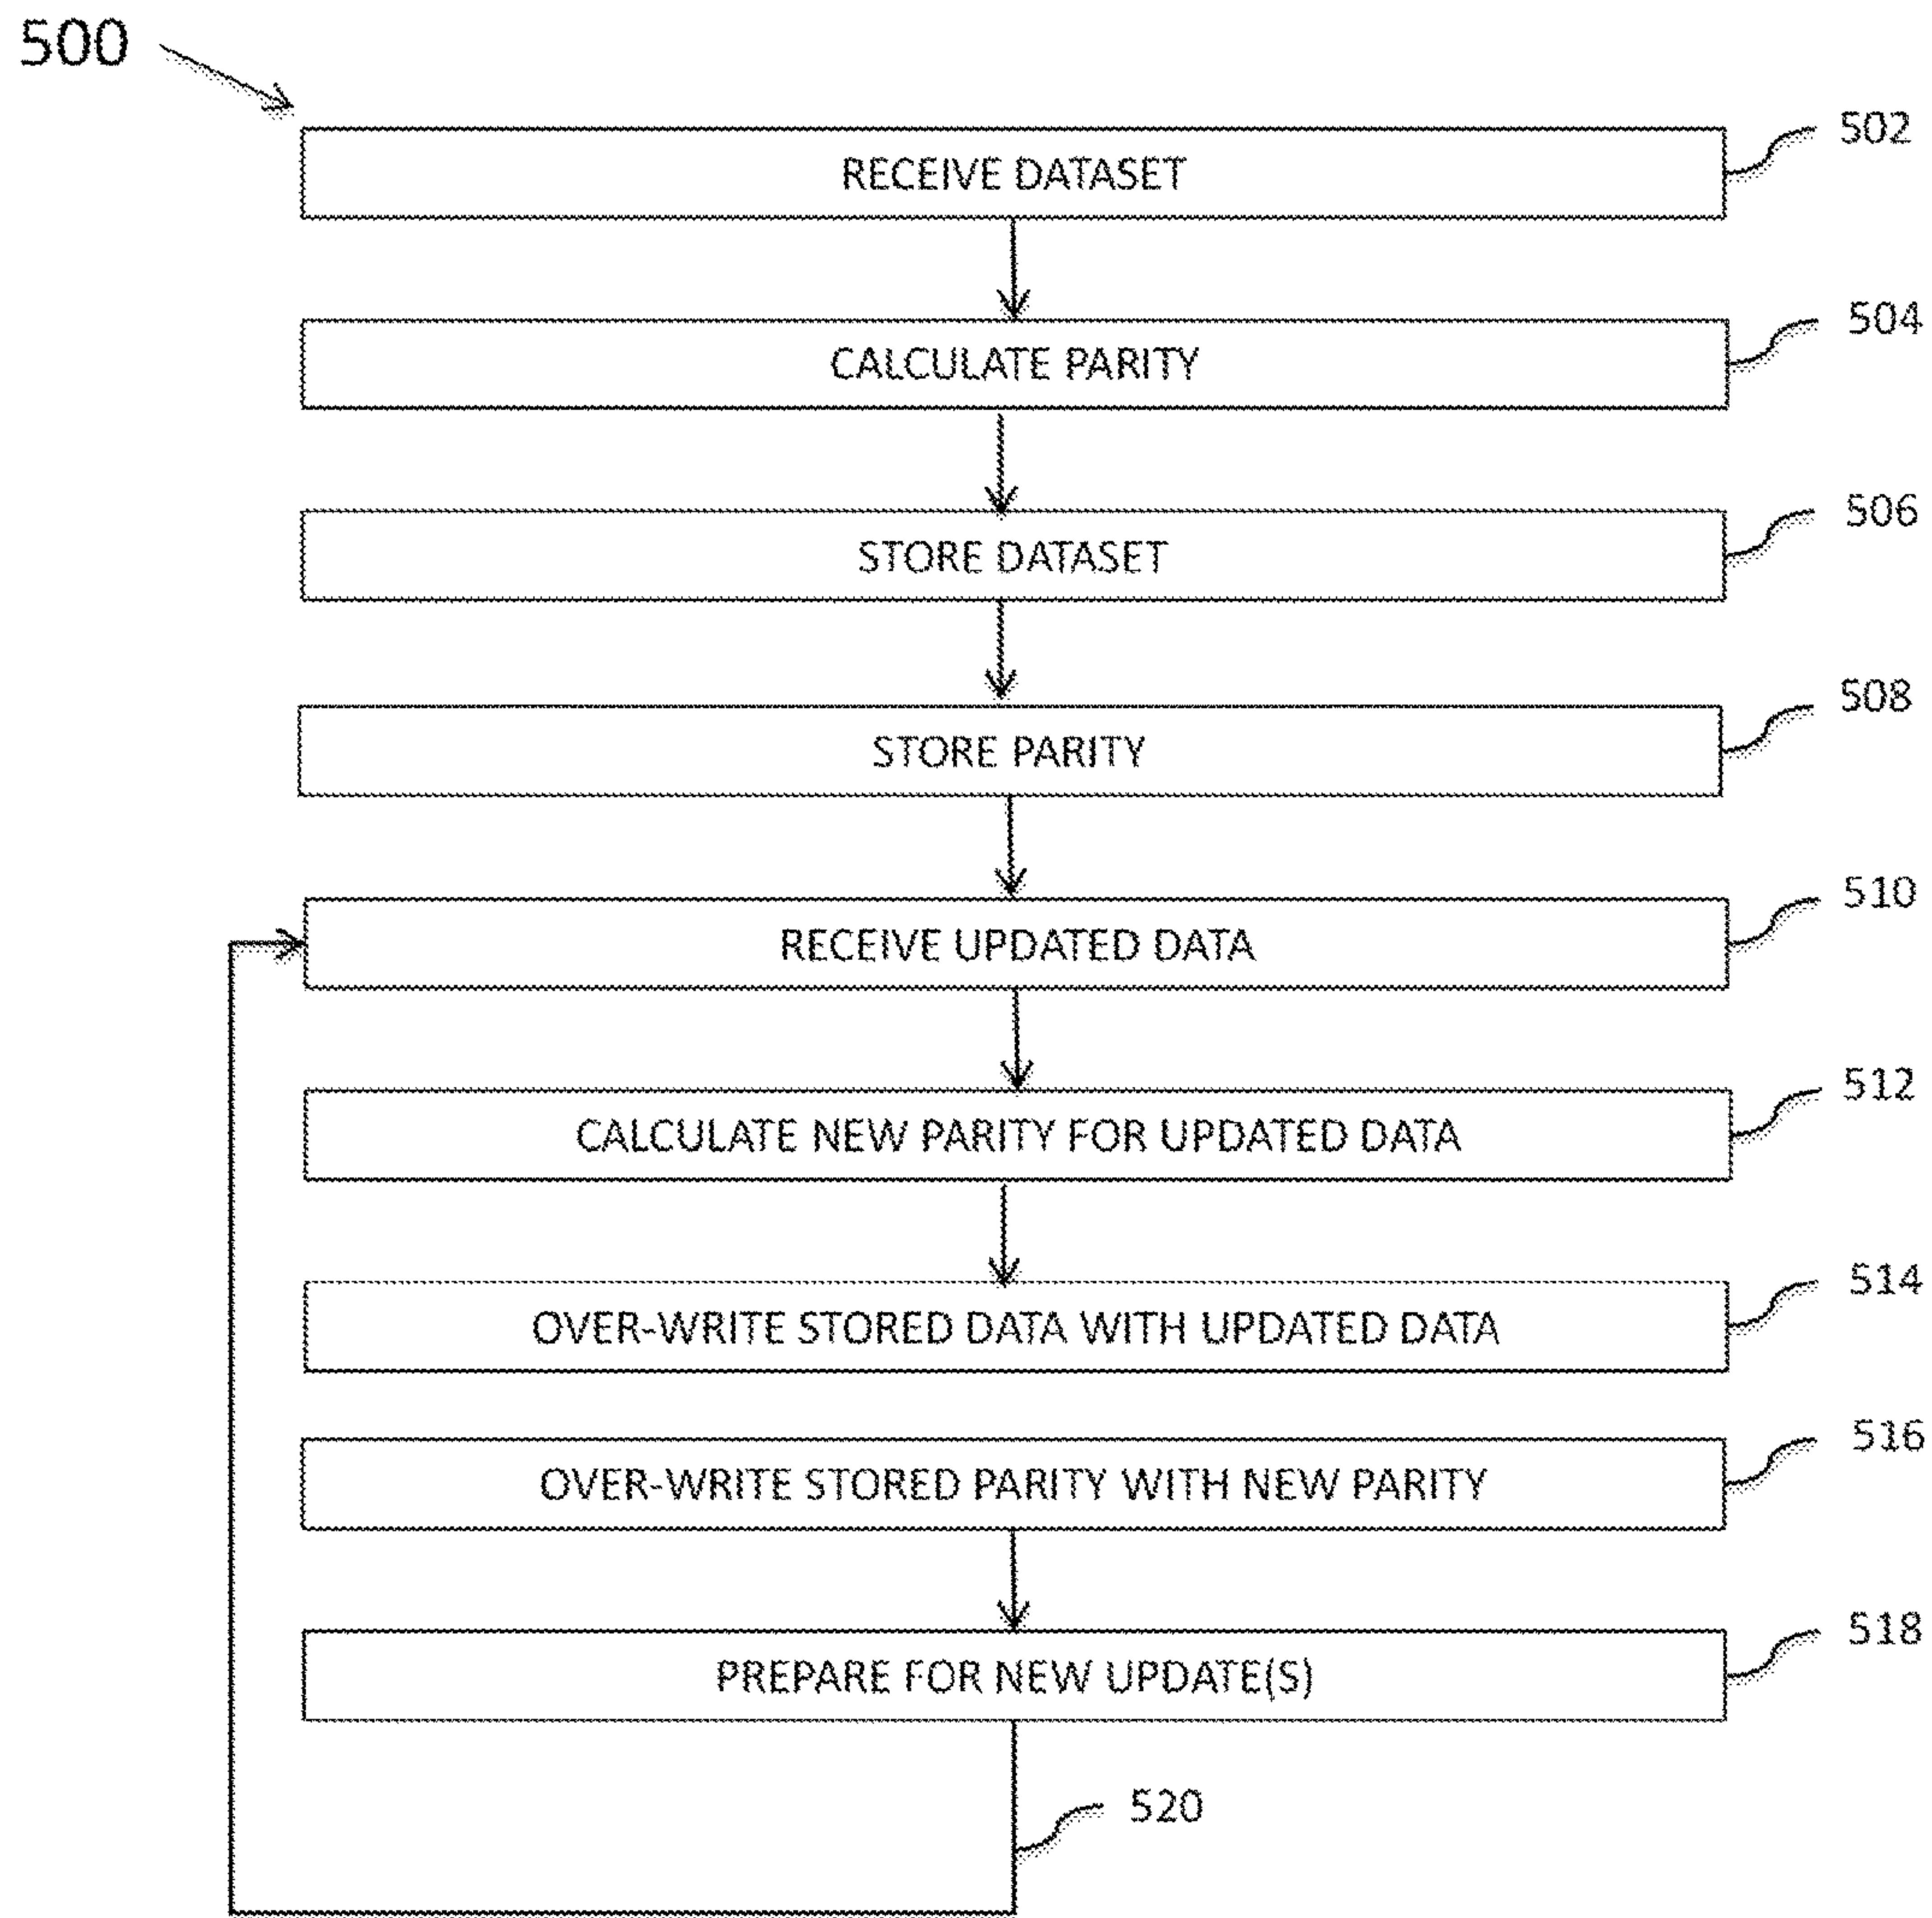 500
RECEIVE DATASET
502
CALCULATE PARITY
504
STORE DATASET
506
STORE PARITY
508
RECEIVE UPDATED DATA
510
CALCULATE NEW PARITY FOR UPDATED DATA
512
OVER-WRITE STORED DATA WITH UPDATED DATA
514
OVER-WRITE STORED PARITY WITH NEW PARITY
516
PREPARE FOR NEW UPDATE(S)
518
520